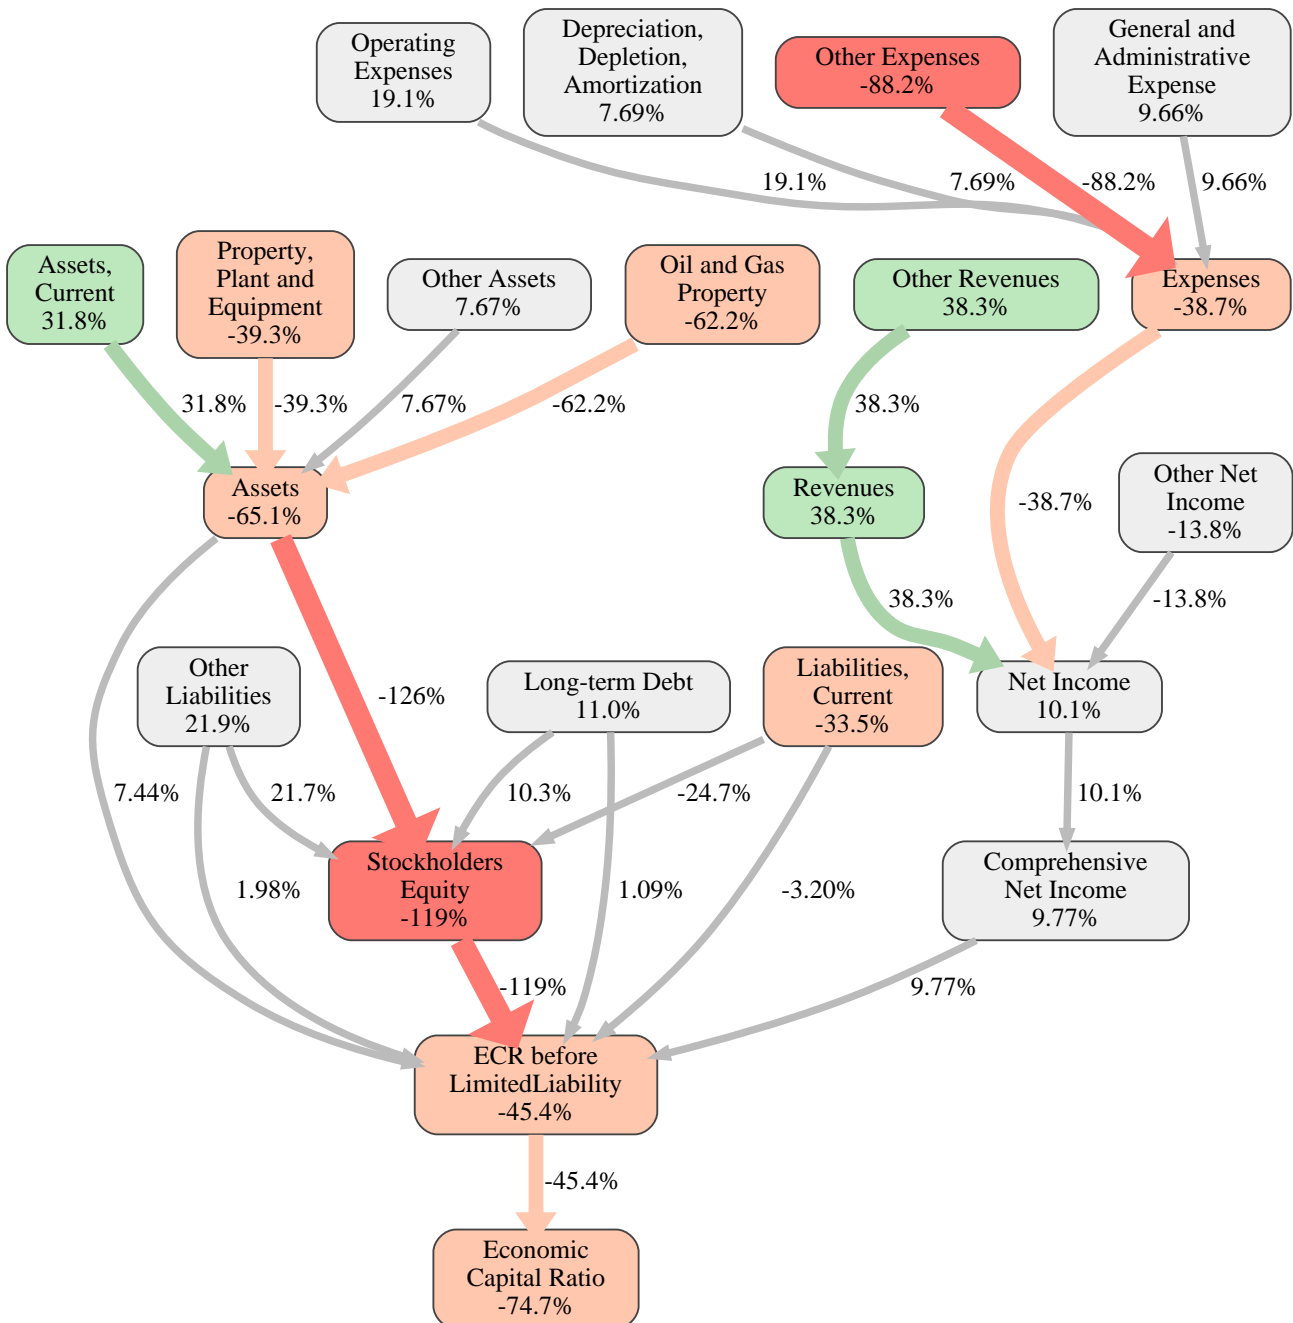 Operating
Expenses
19.1%
Depreciation,
Depletion,
Amortization
7.69%
Other Expenses
-88.2%
General and
Administrative
Expense
9.66%
19.1%
7.69%
-88.2%
9.66%
Assets,
Current
31.8%
Property,
Plant and
Equipment
-39.3%
Other Assets
7.67%
Oil and Gas
Property
-62.2%
Other Revenues
38.3%
Expenses
-38.7%
31.8%
-39.3%
7.67%
-62.2%
38.3%
-38.7%
Assets
-65.1%
Revenues
38.3%
Other Net
Income
-13.8%
38.3%
-13.8%
Other
Liabilities
21.9%
-126%
Long-term Debt
11.0%
Liabilities,
Current
-33.5%
Net Income
10.1%
7.44%
21.7%
10.3%
-24.7%
10.1%
1.98%
Stockholders
Equity
-119%
1.09%
-3.20%
Comprehensive
Net Income
9.77%
-119%
9.77%
ECR before
LimitedLiability
-45.4%
-45.4%
Economic
Capital Ratio
-74.7%